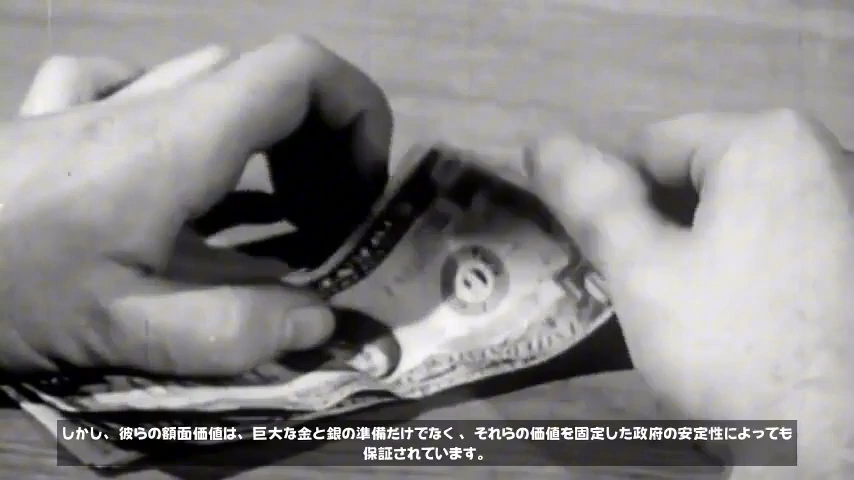 しかし、彼らの額面価値は、巨大な金と銀の準備だけでなく、それらの価値を固定した政府の安定性によっても
保証されています。